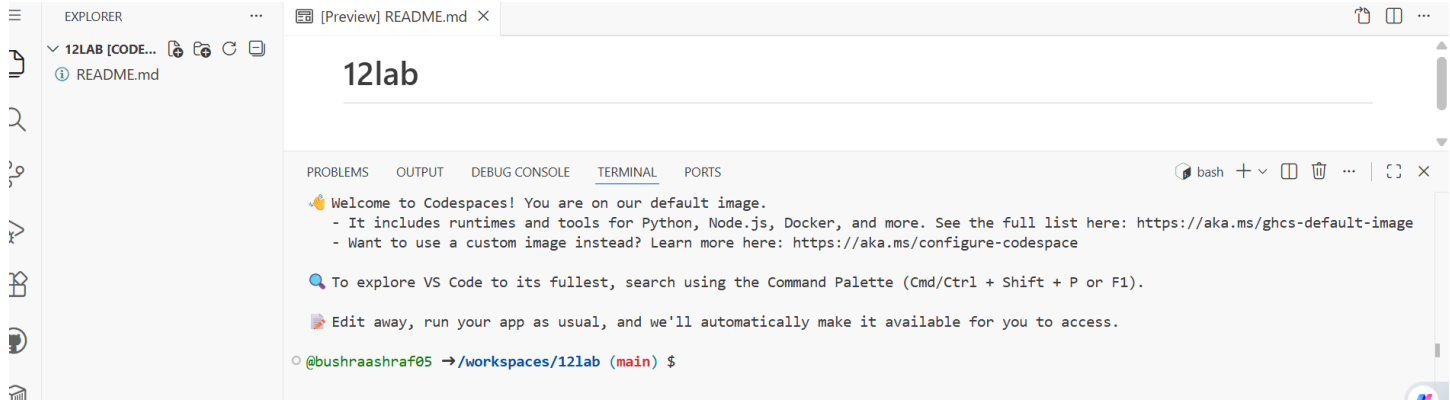 EXPLORER
12LAB [CODE...
README.md
[Preview] README.md
12lab
PROBLEMS OUTPUT DEBUG CONSOLE TERMINAL PORTS
bash
👋 Welcome to Codespaces! You are on our default image.
- It includes runtimes and tools for Python, Node.js, Docker, and more. See the full list here: https://aka.ms/ghcs-default-image
- Want to use a custom image instead? Learn more here: https://aka.ms/configure-codespace
🔍 To explore VS Code to its fullest, search using the Command Palette (Cmd/Ctrl + Shift + P or F1).
📝 Edit away, run your app as usual, and we'll automatically make it available for you to access.
@bushraashraf05 ➜/workspaces/12lab (main) $